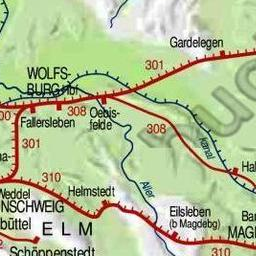 Gardelegen
WOLFS-
BURG Hbf
301
Oebis-
felde
308
Fallersleben
308
301
kanal
Weddel
310
Helmstedt
Aller
NSCHWEIG
büttel
ELM
Eilsleben
(b Magdebg)
310
Schöppenstedt